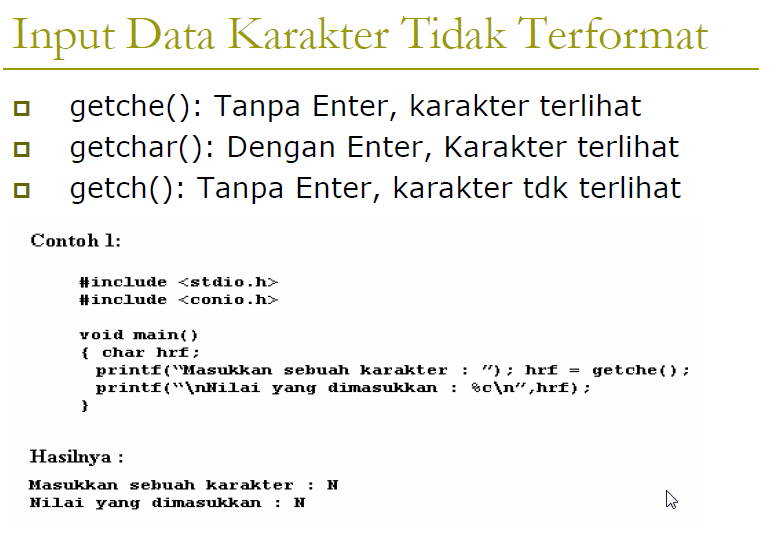 Input Data Karakter Tidak Terformat
getche(): Tanpa Enter, karakter terlihat
getchar(): Dengan Enter, Karakter terlihat
getch(): Tanpa Enter, karakter tdk terlihat
Contoh 1:
#include <stdio.h>
#include <conio.h>
void main()
{ char hrf;
printf(“Masukkan sebuah karakter : ”); hrf = getche();
printf(“\nNilai yang dimasukkan : %c\n”,hrf);
}
Hasilnya :
Masukkan sebuah karakter : N
Nilai yang dimasukkan : N